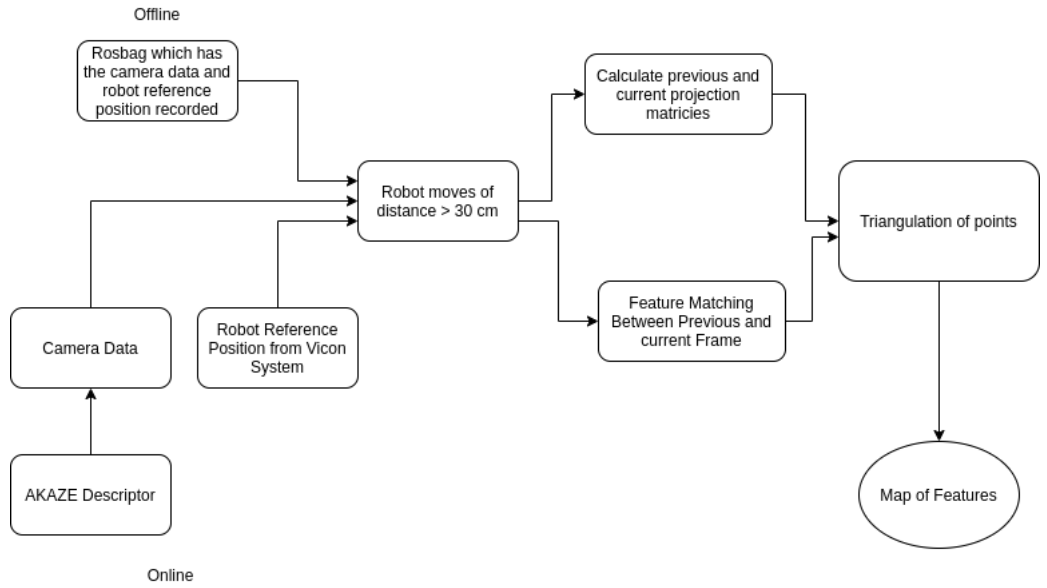 Offline
Rosbag which has
the camera data and
robot reference
position recorded
Calculate previous and
current projection
matricies
Robot moves of
distance > 30 cm
Triangulation of points
Camera Data
Robot Reference
Position from Vicon
System
Feature Matching
Between Previous and
current Frame
AKAZE Descriptor
Map of Features
Online